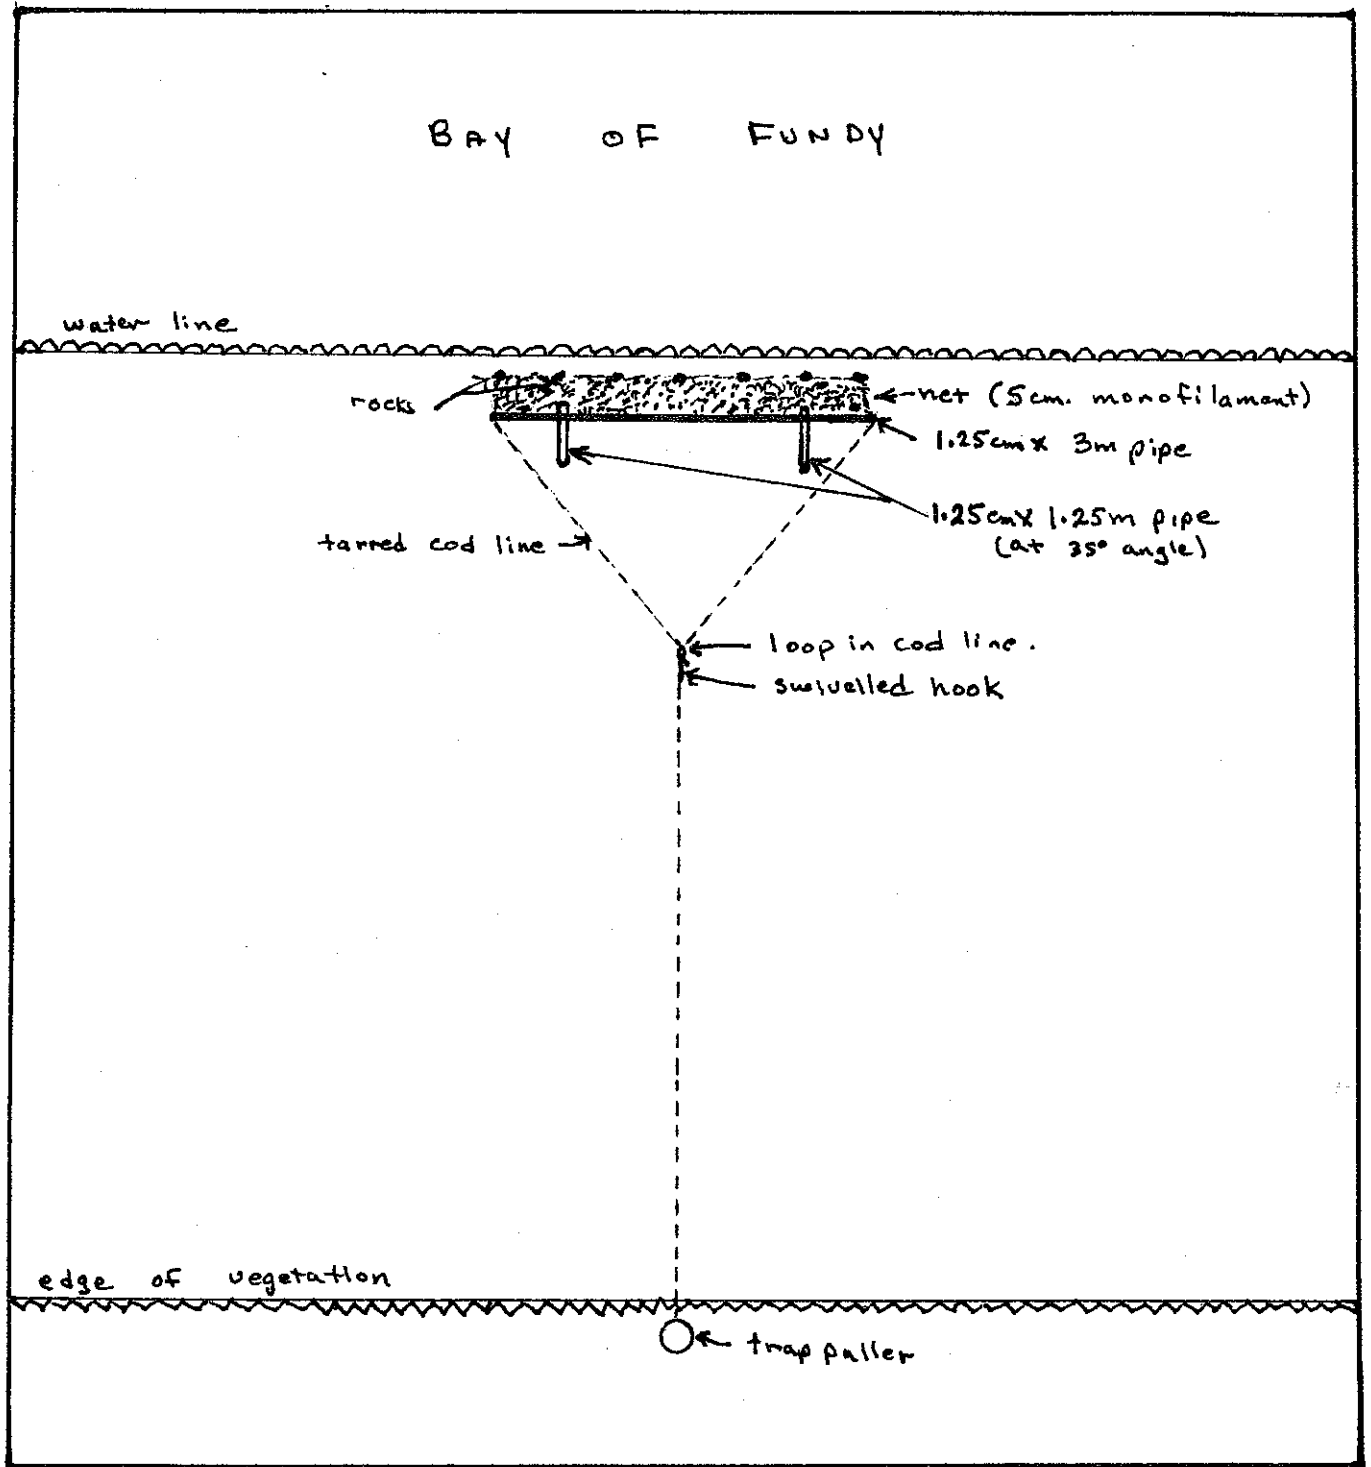 BAY OF FUNDY
water line
rocks
net (5cm. monofilament)
1.25cm x 3m pipe
1.25cm x 1.25m pipe
(at 35° angle)
tarred cod line
loop in cod line.
swivelled hook
edge of vegetation
trap puller